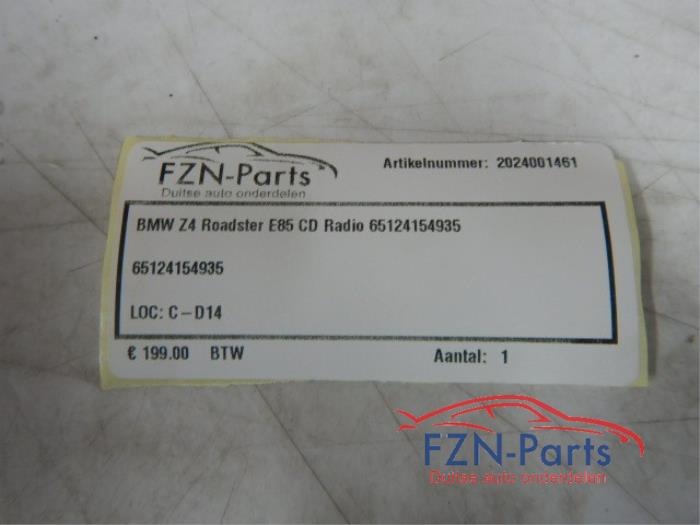 FZN-Parts
Duitse auto onderdelen
Artikelnummer: 2024001461
BMW Z4 Roadster E85 CD Radio 65124154935
65124154935
LOC: C-D14
€ 199.00 BTW
Aantal: 1
FZN-Parts
Duitse auto onderdelen